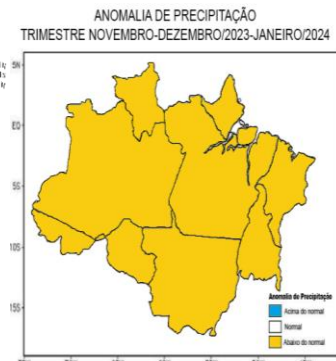 ANOMALIA DE PRECIPITAÇÃO
TRIMESTRE NOVEMBRO-DEZEMBRO/2023-JANEIRO/2024
5N
EQ
5S
10S
15S
Anomalia de Precipitação
Acima do normal
Normal
Abaixo do normal